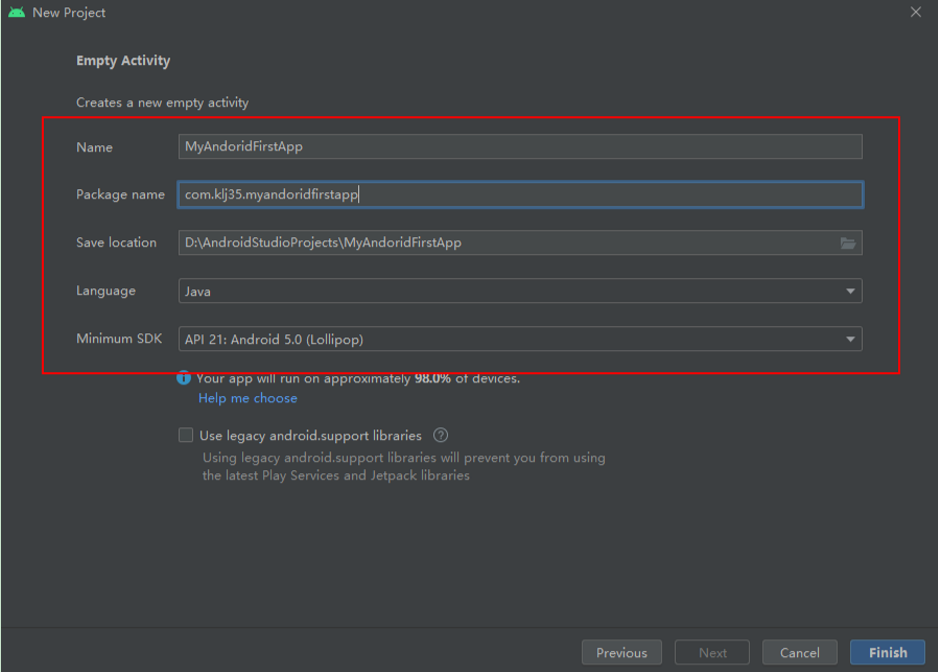 New Project
Empty Activity
Creates a new empty activity
Name MyAndoridFirstApp
Package name com.klj35.myandoridfirstapp
Save location D:\AndroidStudioProjects\MyAndoridFirstApp
Language Java
Minimum SDK API 21: Android 5.0 (Lollipop)
Your app will run on approximately 98.0% of devices.
Help me choose
Use legacy android.support libraries
Using legacy android.support libraries will prevent you from using
the latest Play Services and Jetpack libraries
Previous Next Cancel Finish